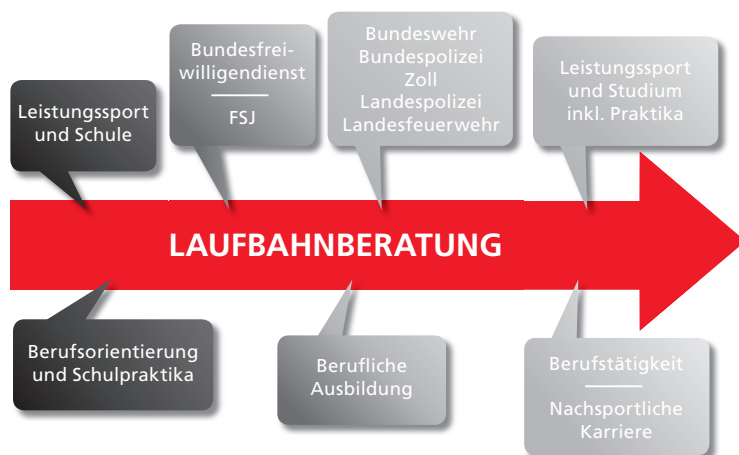 Leistungssport
und Schule
Bundesfrei-
willigendienst
FSJ
Bundeswehr
Bundespolizei
Zoll
Landespolizei
Landesfeuerwehr
Leistungssport
und Studium
inkl. Praktika
LAUFBAHNBERATUNG
Berufsorientierung
und Schulpraktika
Berufliche
Ausbildung
Berufstätigkeit
Nachsportliche
Karriere